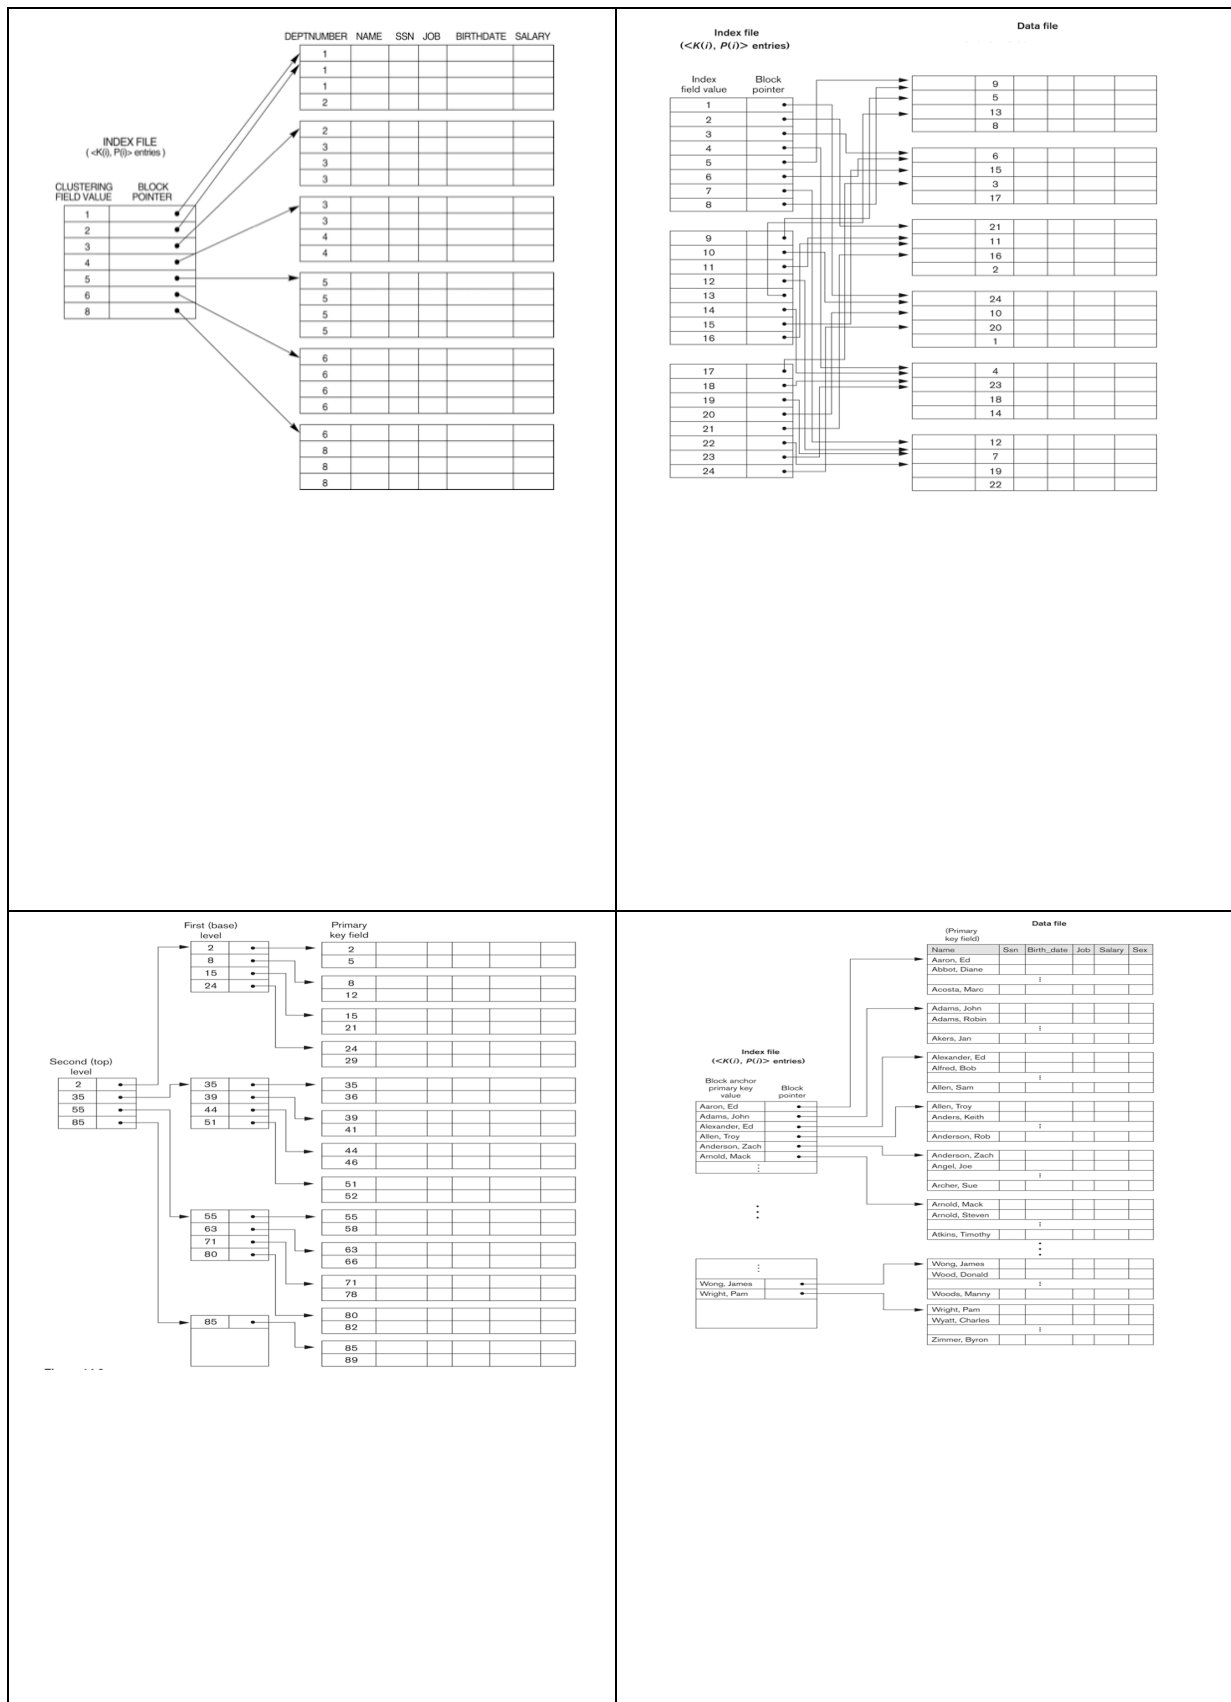 DEPTNUMBER NAME SSN JOB BIRTHDATE SALARY
1
1
1
2
2
3
3
3
3
3
4
4
5
5
5
5
6
6
6
6
6
8
8
8
INDEX FILE
( <K(i), P(i)> entries )
CLUSTERING FIELD VALUE
BLOCK POINTER
1
2
3
4
5
6
8
Index file
(<K(i), P(i)> entries)
Data file
Index field value
Block pointer
1
2
3
4
5
6
7
8
9
10
11
12
13
14
15
16
17
18
19
20
21
22
23
24
9
5
13
8
6
15
3
17
21
11
16
2
24
10
20
1
4
23
18
14
12
7
19
22
First (base)
level
Primary
key field
Second (top)
level
2
35
55
85
2
8
15
24
35
39
44
51
55
63
71
80
85
2
5
8
12
15
21
24
29
35
36
39
41
44
46
51
52
55
58
63
66
71
78
80
82
85
89
Data file
(Primary
key field)
Name Ssn Birth_date Job Salary Sex
Aaron, Ed
Abbot, Diane
Acosta, Marc
Adams, John
Adams, Robin
Akers, Jan
Alexander, Ed
Alfred, Bob
Allen, Sam
Allen, Troy
Anders, Keith
Anderson, Rob
Anderson, Zach
Angel, Joe
Archer, Sue
Arnold, Mack
Arnold, Steven
Atkins, Timothy
Wong, James
Wood, Donald
Woods, Manny
Wright, Pam
Wyatt, Charles
Zimmer, Byron
Index file
(<K(i), P(i)> entries)
Block anchor
primary key
value
Block
pointer
Aaron, Ed
Adams, John
Alexander, Ed
Allen, Troy
Anderson, Zach
Arnold, Mack
Wong, James
Wright, Pam